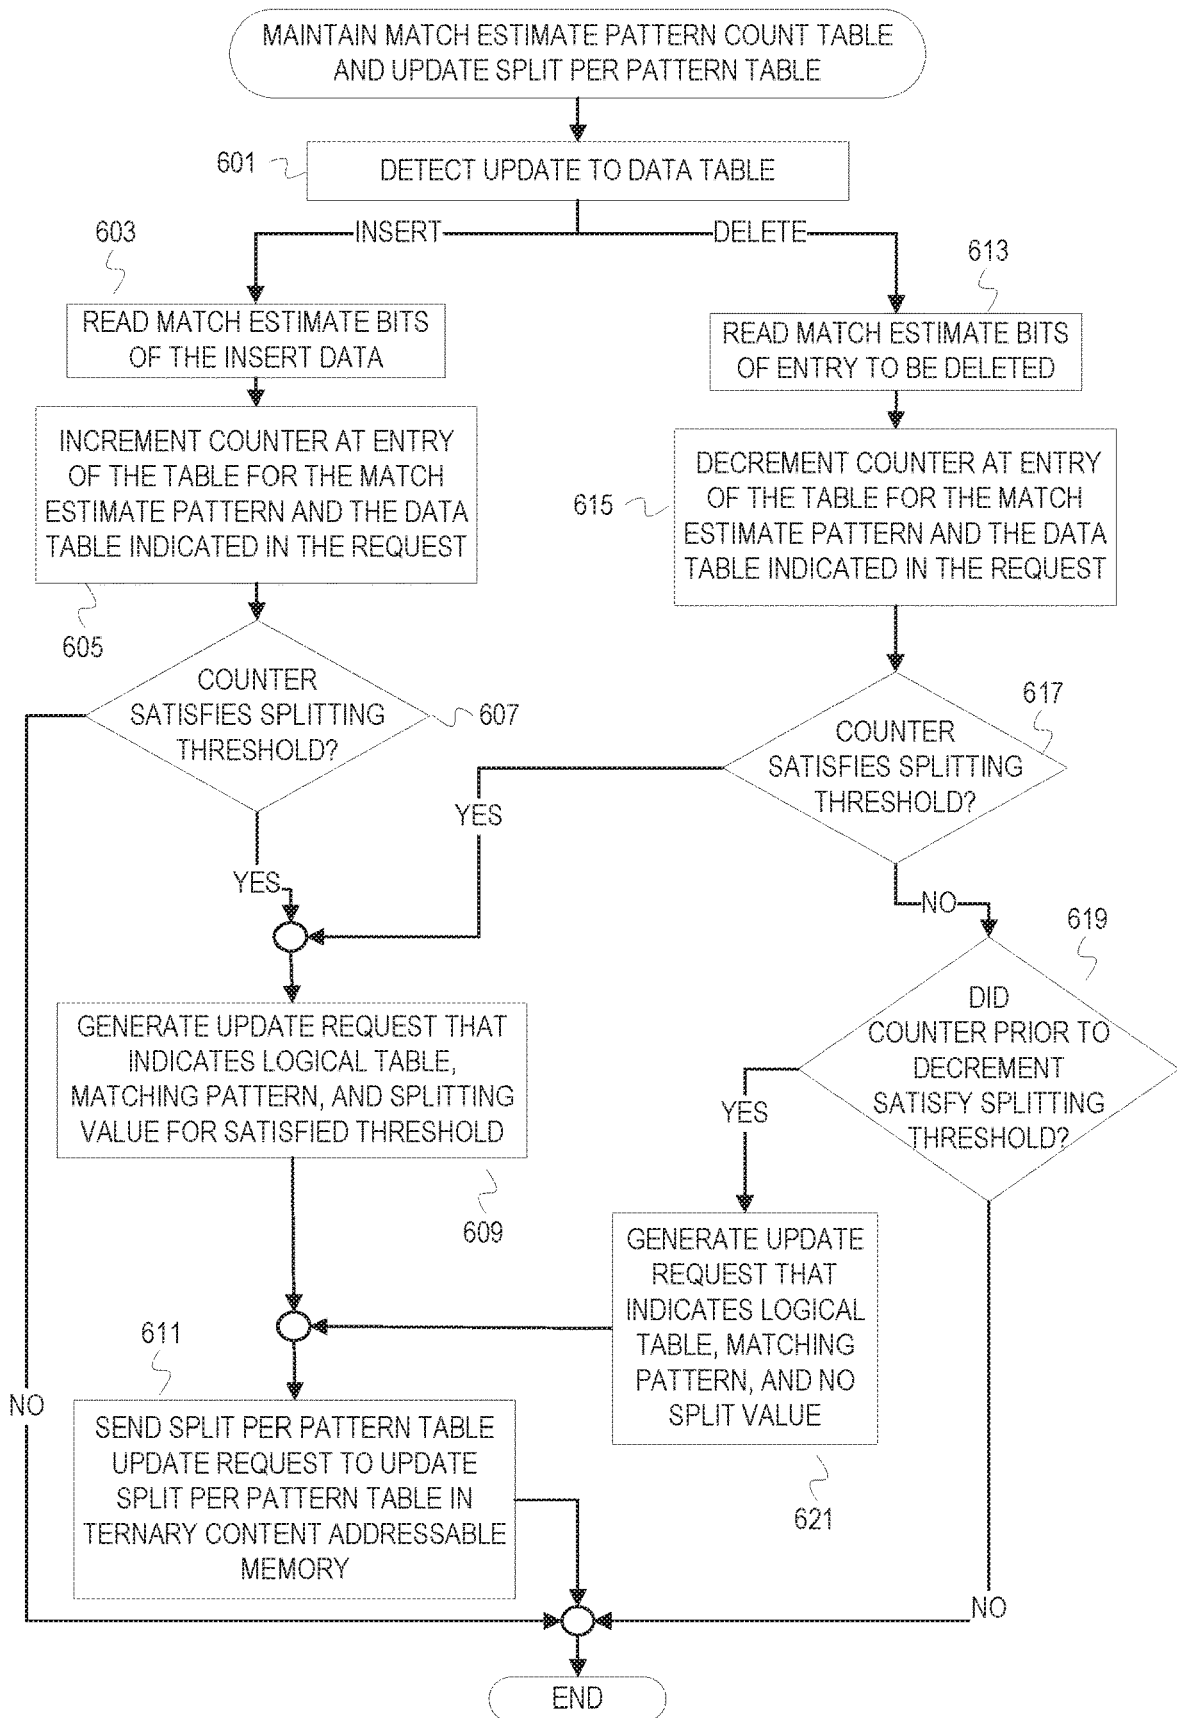 MAINTAIN MATCH ESTIMATE PATTERN COUNT TABLE
AND UPDATE SPLIT PER PATTERN TABLE
601
DETECT UPDATE TO DATA TABLE
INSERT
DELETE
603
READ MATCH ESTIMATE BITS
OF THE INSERT DATA
613
READ MATCH ESTIMATE BITS
OF ENTRY TO BE DELETED
INCREMENT COUNTER AT ENTRY
OF THE TABLE FOR THE MATCH
ESTIMATE PATTERN AND THE DATA
TABLE INDICATED IN THE REQUEST
605
615
DECREMENT COUNTER AT ENTRY
OF THE TABLE FOR THE MATCH
ESTIMATE PATTERN AND THE DATA
TABLE INDICATED IN THE REQUEST
COUNTER
SATISFIES SPLITTING
THRESHOLD?
607
617
COUNTER
SATISFIES SPLITTING
THRESHOLD?
YES
YES
NO
619
DID
COUNTER PRIOR TO
DECREMENT
SATISFY SPLITTING
THRESHOLD?
GENERATE UPDATE REQUEST THAT
INDICATES LOGICAL TABLE,
MATCHING PATTERN, AND SPLITTING
VALUE FOR SATISFIED THRESHOLD
609
YES
GENERATE UPDATE
REQUEST THAT
INDICATES LOGICAL
TABLE, MATCHING
PATTERN, AND NO
SPLIT VALUE
621
611
NO
SEND SPLIT PER PATTERN TABLE
UPDATE REQUEST TO UPDATE
SPLIT PER PATTERN TABLE IN
TERNARY CONTENT ADDRESSABLE
MEMORY
NO
END